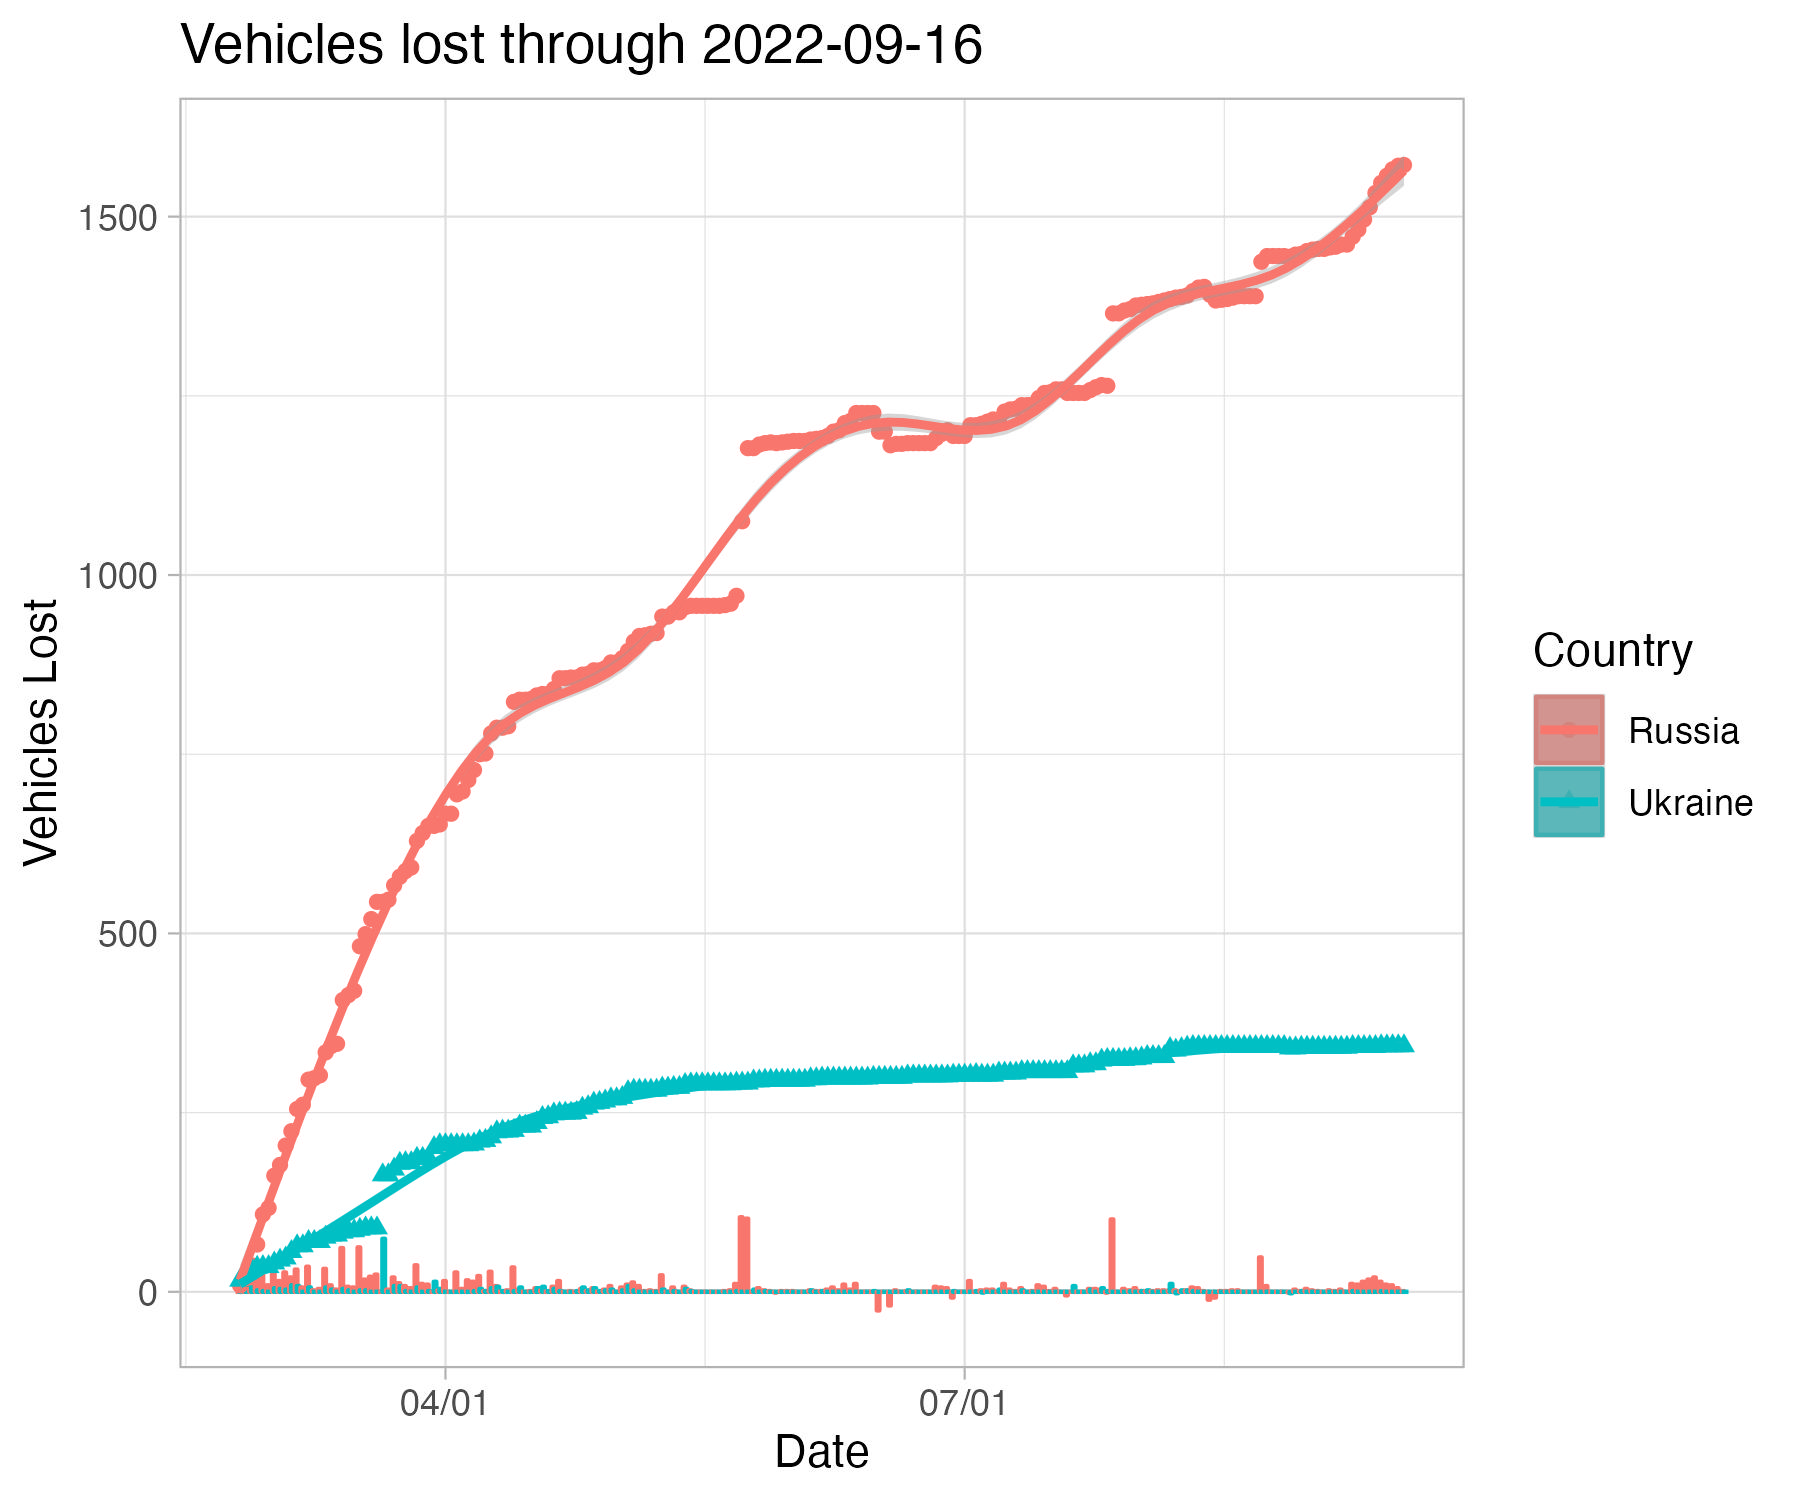 Vehicles lost through 2022-09-16
Vehicles Lost
1500
1000
500
0
04/01
07/01
Date
Country
Russia
Ukraine